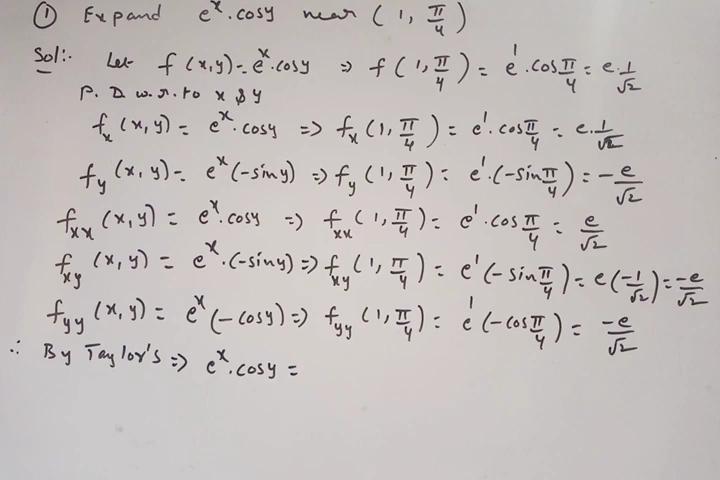 ① Expand e^x.cosy near (1, π/4)
Sol:- Let f(x,y) = e^x.cosy ⇒ f(1, π/4) = e^1.cos π/4 = e.1/√2
P.D w.r.to x & y
f_x (x,y) = e^x.cosy ⇒ f_x (1, π/4) = e^1.cos π/4 = e.1/√2
f_y (x,y) = e^x(-siny) ⇒ f_y (1, π/4) = e^1.(-sin π/4) = -e/√2
f_xx (x,y) = e^x.cosy ⇒ f_xx (1, π/4) = e^1.cos π/4 = e/√2
f_xy (x,y) = e^x.(-siny) ⇒ f_xy (1, π/4) = e^1(-sin π/4) = e(-1/√2) = -e/√2
f_yy (x,y) = e^x(-cosy) ⇒ f_yy (1, π/4) = e^1(-cos π/4) = -e/√2
∴ By Taylor's ⇒ e^x.cosy =